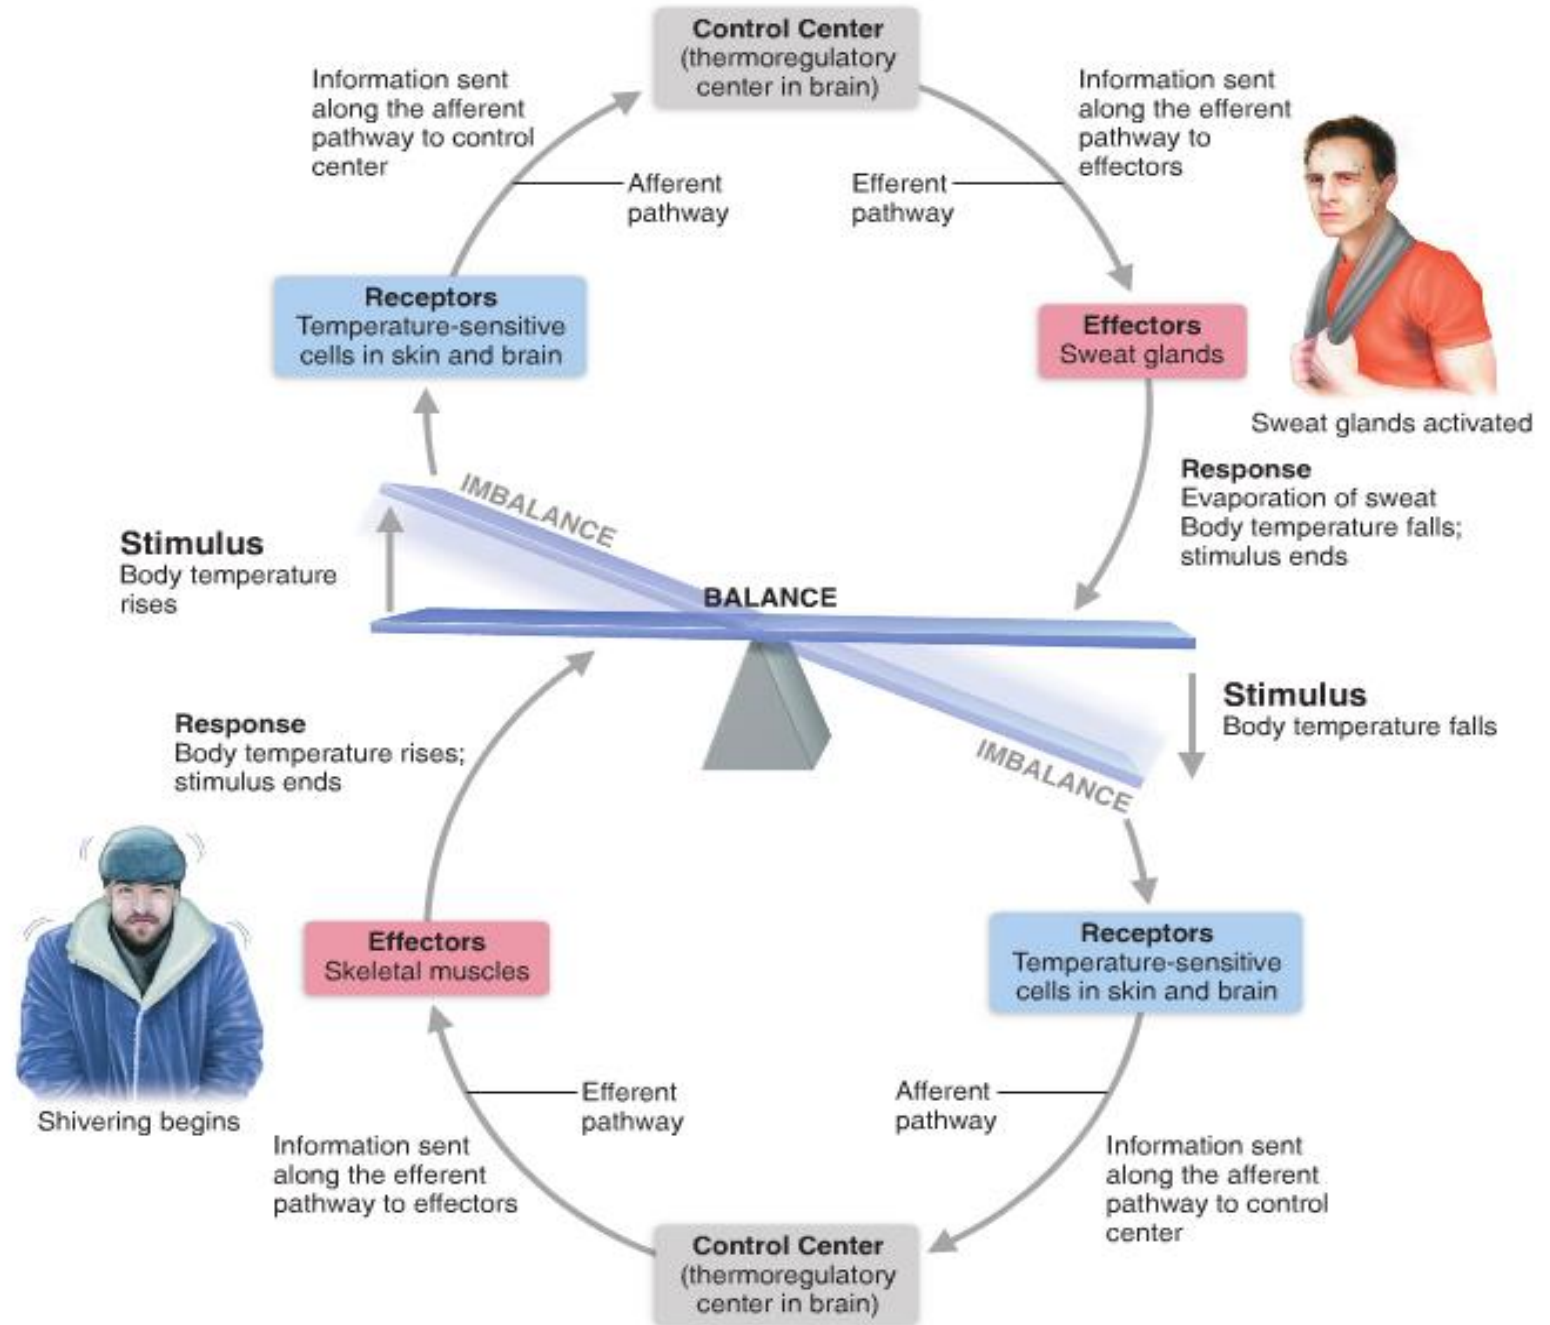 Control Center
(thermoregulatory
center in brain)
Information sent
along the afferent
pathway to control
center
Afferent
pathway
Efferent
pathway
Information sent
along the efferent
pathway to
effectors
Receptors
Temperature-sensitive
cells in skin and brain
Effectors
Sweat glands
Sweat glands activated
Response
Evaporation of sweat
Body temperature falls;
stimulus ends
IMBALANCE
Stimulus
Body temperature
rises
BALANCE
Stimulus
Body temperature falls
IMBALANCE
Response
Body temperature rises;
stimulus ends
Effectors
Skeletal muscles
Receptors
Temperature-sensitive
cells in skin and brain
Shivering begins
Efferent
pathway
Afferent
pathway
Information sent
along the efferent
pathway to effectors
Information sent
along the afferent
pathway to control
center
Control Center
(thermoregulatory
center in brain)